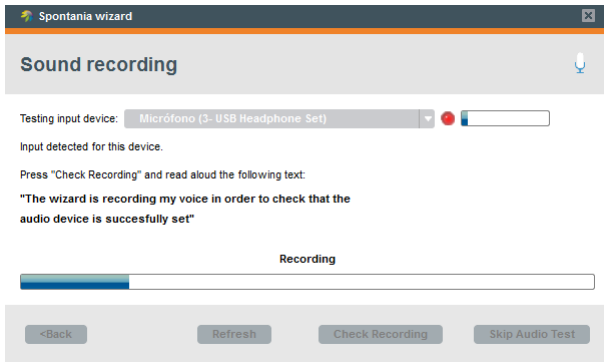 Spontania wizard
Sound recording
Testing input device: Micrófono (3- USB Headphone Set)
Input detected for this device.
Press "Check Recording" and read aloud the following text:
"The wizard is recording my voice in order to check that the
audio device is succesfully set"
Recording
<Back Refresh Check Recording Skip Audio Test